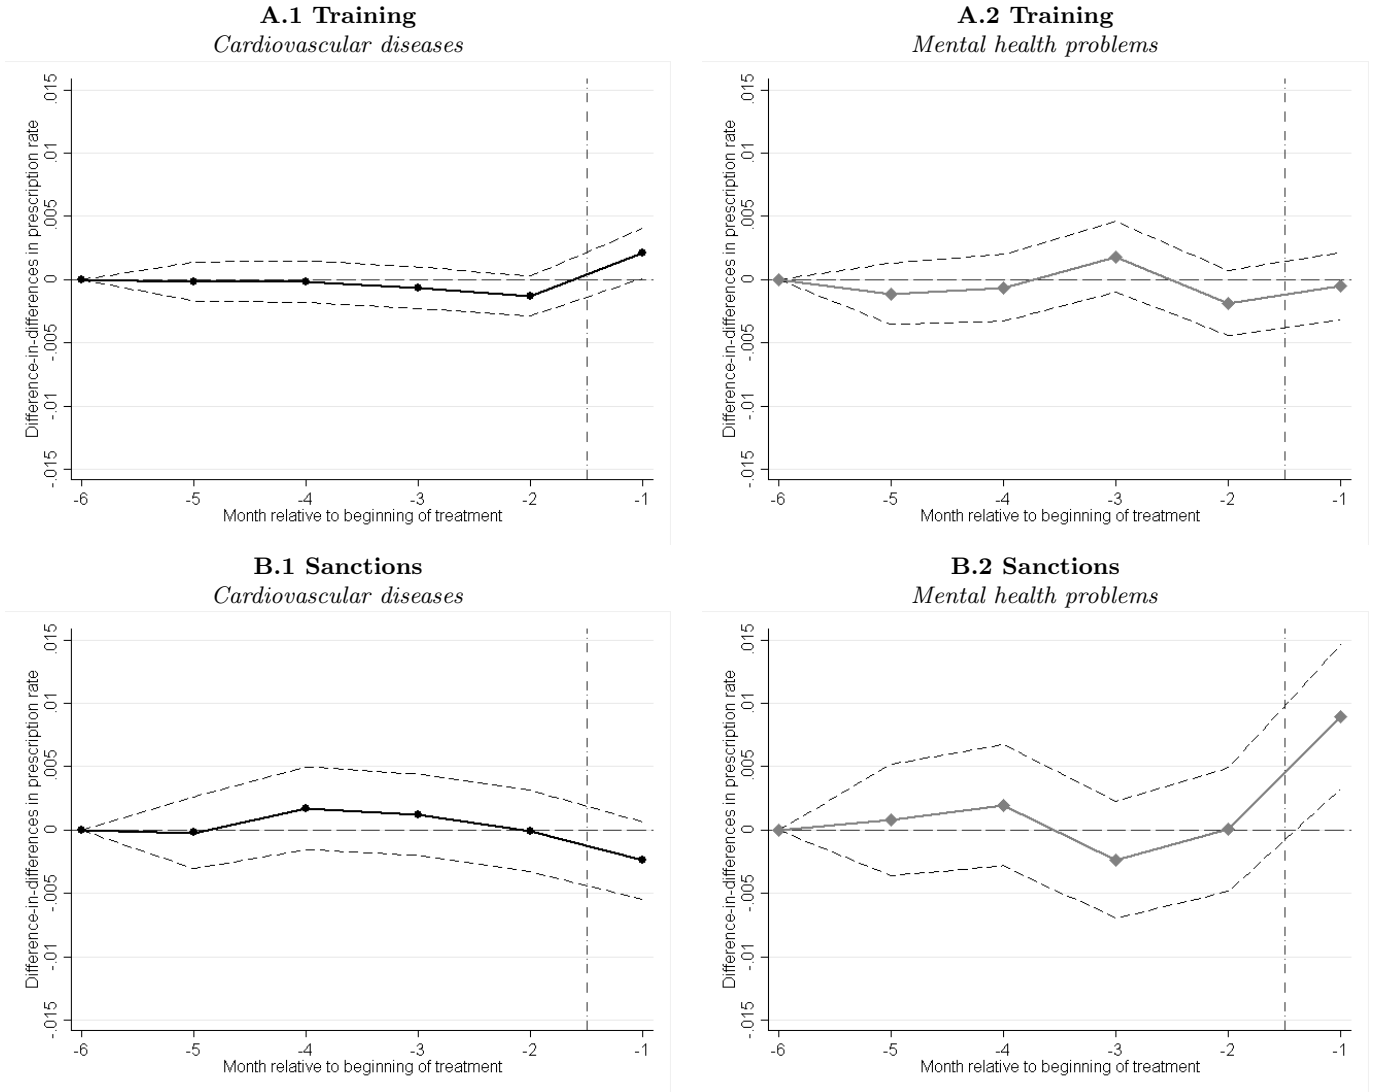 A.1 Training
Cardiovascular diseases
Difference-in-differences in prescription rate
.015
.01
.005
0
-.005
-.01
-.015
-6 -5 -4 -3 -2 -1
Month relative to beginning of treatment
A.2 Training
Mental health problems
Difference-in-differences in prescription rate
.015
.01
.005
0
-.005
-.01
-.015
-6 -5 -4 -3 -2 -1
Month relative to beginning of treatment
B.1 Sanctions
Cardiovascular diseases
Difference-in-differences in prescription rate
.015
.01
.005
0
-.005
-.01
-.015
-6 -5 -4 -3 -2 -1
Month relative to beginning of treatment
B.2 Sanctions
Mental health problems
Difference-in-differences in prescription rate
.015
.01
.005
0
-.005
-.01
-.015
-6 -5 -4 -3 -2 -1
Month relative to beginning of treatment